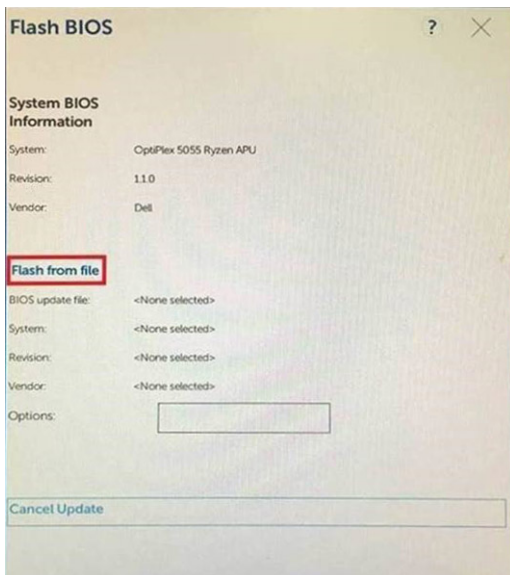 Flash BIOS
?
System BIOS
Information
System: OptiPlex 5055 Ryzen APU
Revision: 1.1.0
Vendor: Dell
Flash from file
BIOS update file: <None selected>
System: <None selected>
Revision: <None selected>
Vendor: <None selected>
Options:
Cancel Update